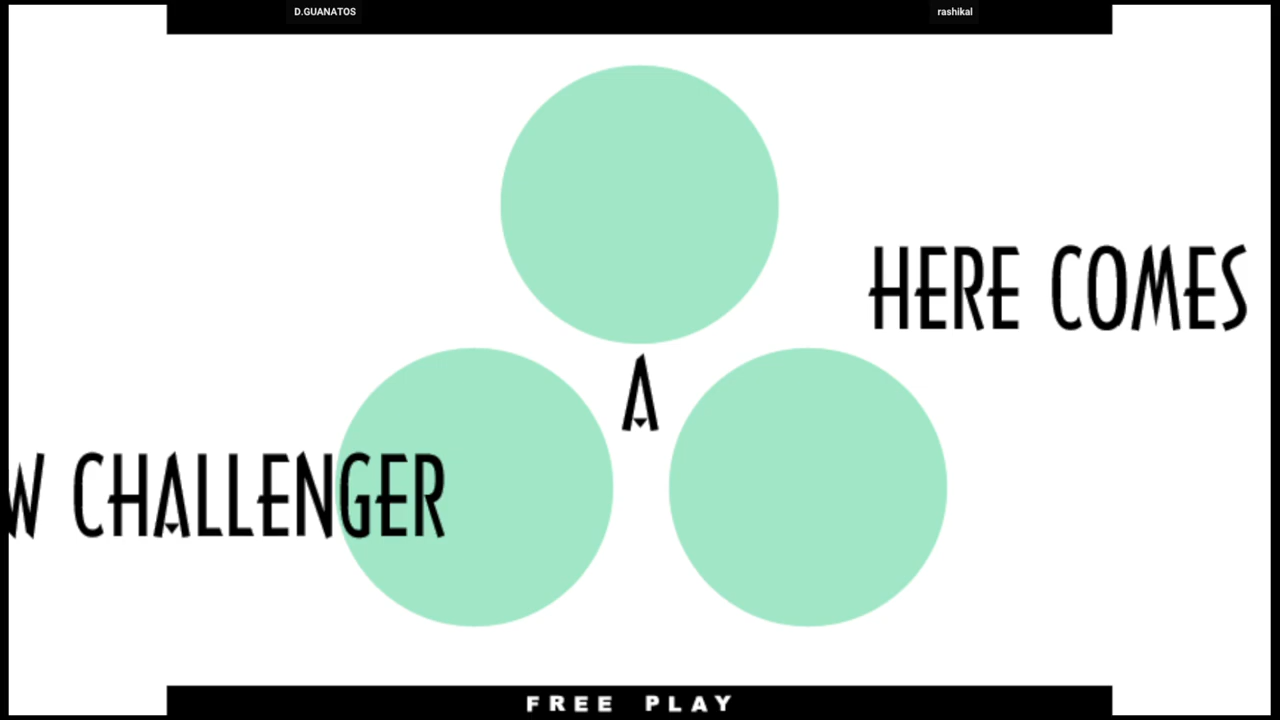 D.GUANATOS
rashikal
HERE COMES
A
W CHALLENGER
FREE PLAY